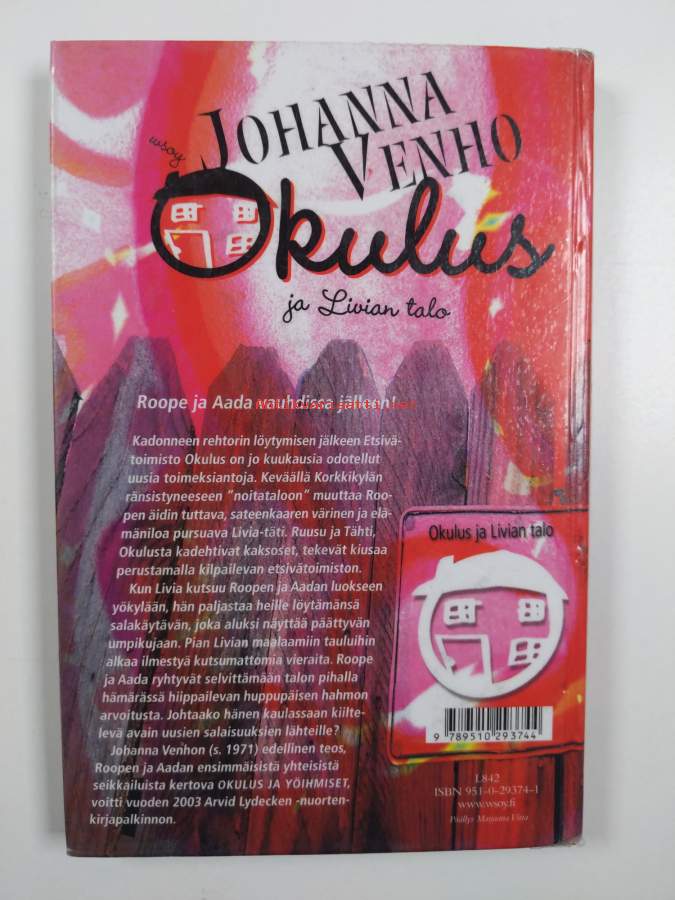 wsoy
JOHANNA
VENHO
Okulus
ja Livian talo
Roope ja Aada vauhdissa jälleen!
Kadonneen rehtorin löytymisen jälkeen Etsivä-
toimisto Okulus on jo kuukausia odotellut
uusia toimeksiantoja. Keväällä Korkkikylän
ränsistyneeseen ”noitataloon” muuttaa Roo-
pen äidin tuttava, sateenkaaren värinen ja elä-
mäniloa pursuava Livia-täti. Ruusu ja Tähti,
Okulusta kadehtivat kaksoset, tekevät kiusaa
perustamalla kilpailevan etsivätoimiston.
Kun Livia kutsuu Roopen ja Aadan luokseen
yökylään, hän paljastaa heille löytämänsä
salakäytävän, joka aluksi näyttää päättyvän
umpikujaan. Pian Livian maalaamiin tauluihin
alkaa ilmestyä kutsumattomia vieraita. Roope
ja Aada ryhtyvät selvittämään talon pihalla
hämärässä hiippailevan huppupäisen hahmon
arvoitusta. Johtaako hänen kaulassaan kiilte-
levä avain uusien salaisuuksien lähteille?
Johanna Venhon (s. 1971) edellinen teos,
Roopen ja Aadan ensimmäisistä yhteisistä
seikkailuista kertova OKULUS JA YÖIHMISET,
voitti vuoden 2003 Arvid Lydecken -nuorten-
kirjapalkinnon.
Okulus ja Livian talo
9 789510 293744
L842
ISBN 951-0-29374-1
www.wsoy.fi
Päällys Marjaana Virta